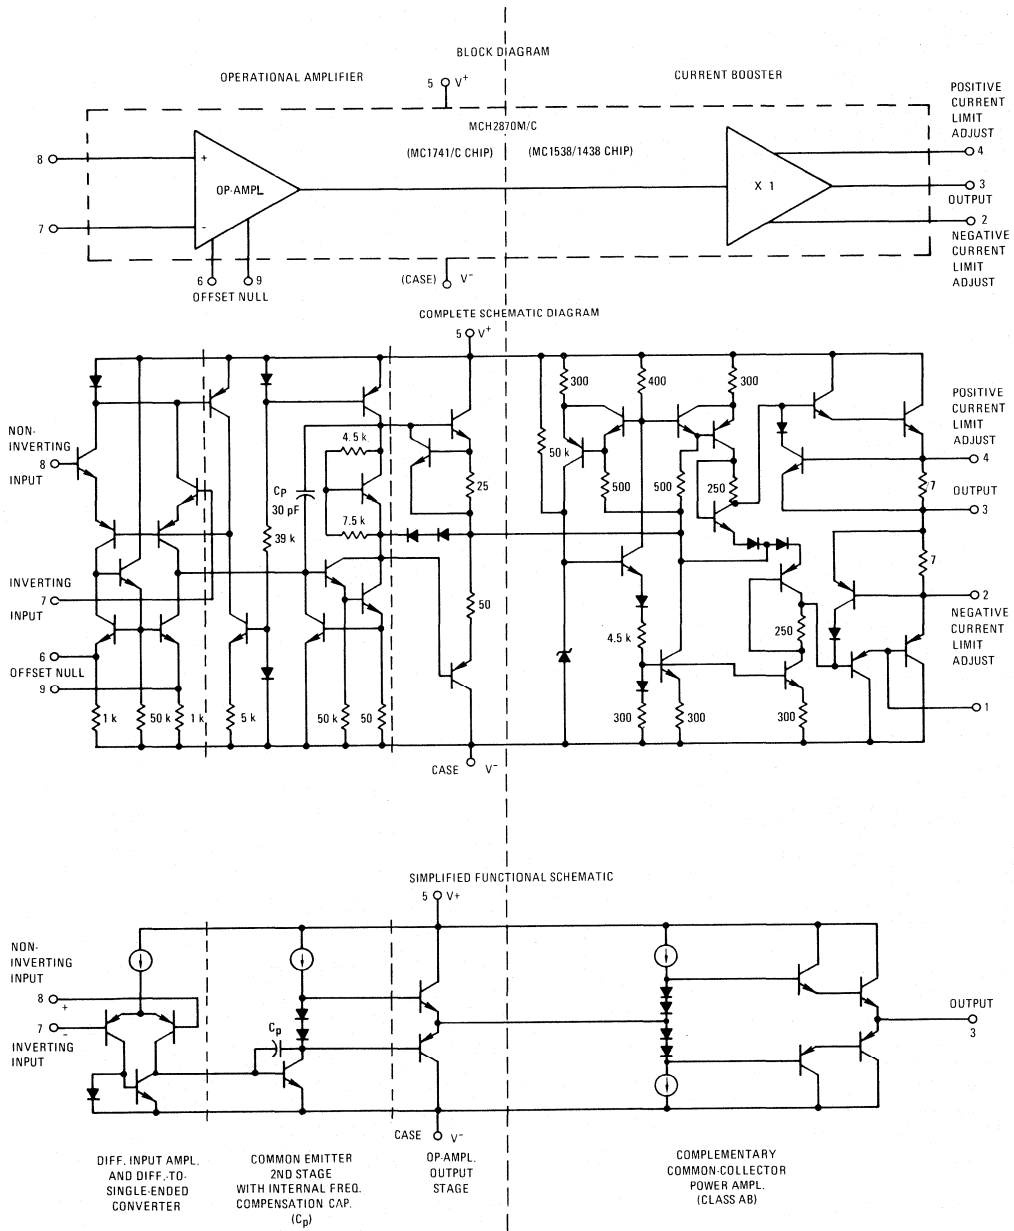 BLOCK DIAGRAM
OPERATIONAL AMPLIFIER
5 V+
CURRENT BOOSTER
POSITIVE
CURRENT
LIMIT
ADJUST
MCH2870M/C
(MC1741/C CHIP) (MC1538/1438 CHIP)
8
+
OP-AMPL
X 1
4
3
OUTPUT
7
-
2
NEGATIVE
CURRENT
LIMIT
ADJUST
6 9
OFFSET NULL
(CASE) V-
COMPLETE SCHEMATIC DIAGRAM
5 V+
300
400
300
POSITIVE
CURRENT
LIMIT
ADJUST
NON-
INVERTING
8
INPUT
4.5 k
50 k
4
Cp
30 pF
25
500
500
250
7
OUTPUT
3
7.5 k
39 k
7
INVERTING
7
INPUT
50
4.5 k
250
2
NEGATIVE
CURRENT
LIMIT
ADJUST
6
OFFSET NULL
9
1 k
50 k
1 k
5 k
50 k
50
300
300
300
1
CASE V-
SIMPLIFIED FUNCTIONAL SCHEMATIC
5 V+
NON-
INVERTING
INPUT
8
+
7
-
INVERTING
INPUT
Cp
OUTPUT
3
CASE V-
DIFF. INPUT AMPL.
AND DIFF.-TO-
SINGLE-ENDED
CONVERTER
COMMON EMITTER
2ND STAGE
WITH INTERNAL FREQ.
COMPENSATION CAP.
(Cp)
OP-AMPL.
OUTPUT
STAGE
COMPLEMENTARY
COMMON-COLLECTOR
POWER AMPL.
(CLASS AB)